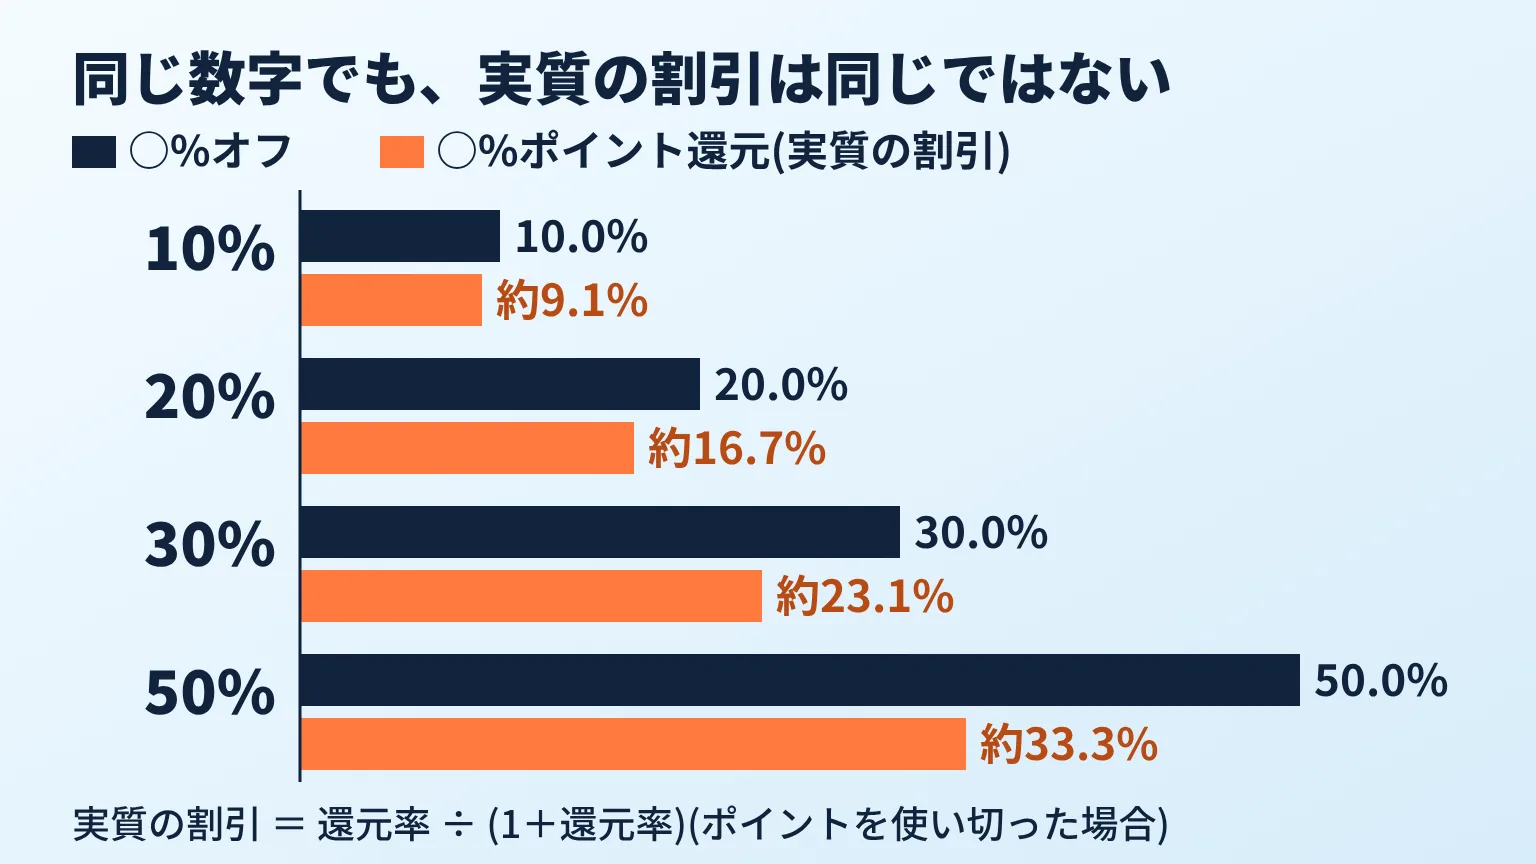 同じ数字でも、実質の割引は同じではない
◯%オフ
◯%ポイント還元(実質の割引)
10%
10.0%
約9.1%
20%
20.0%
約16.7%
30%
30.0%
約23.1%
50%
50.0%
約33.3%
実質の割引 ＝ 還元率 ÷ (1＋還元率)(ポイントを使い切った場合)